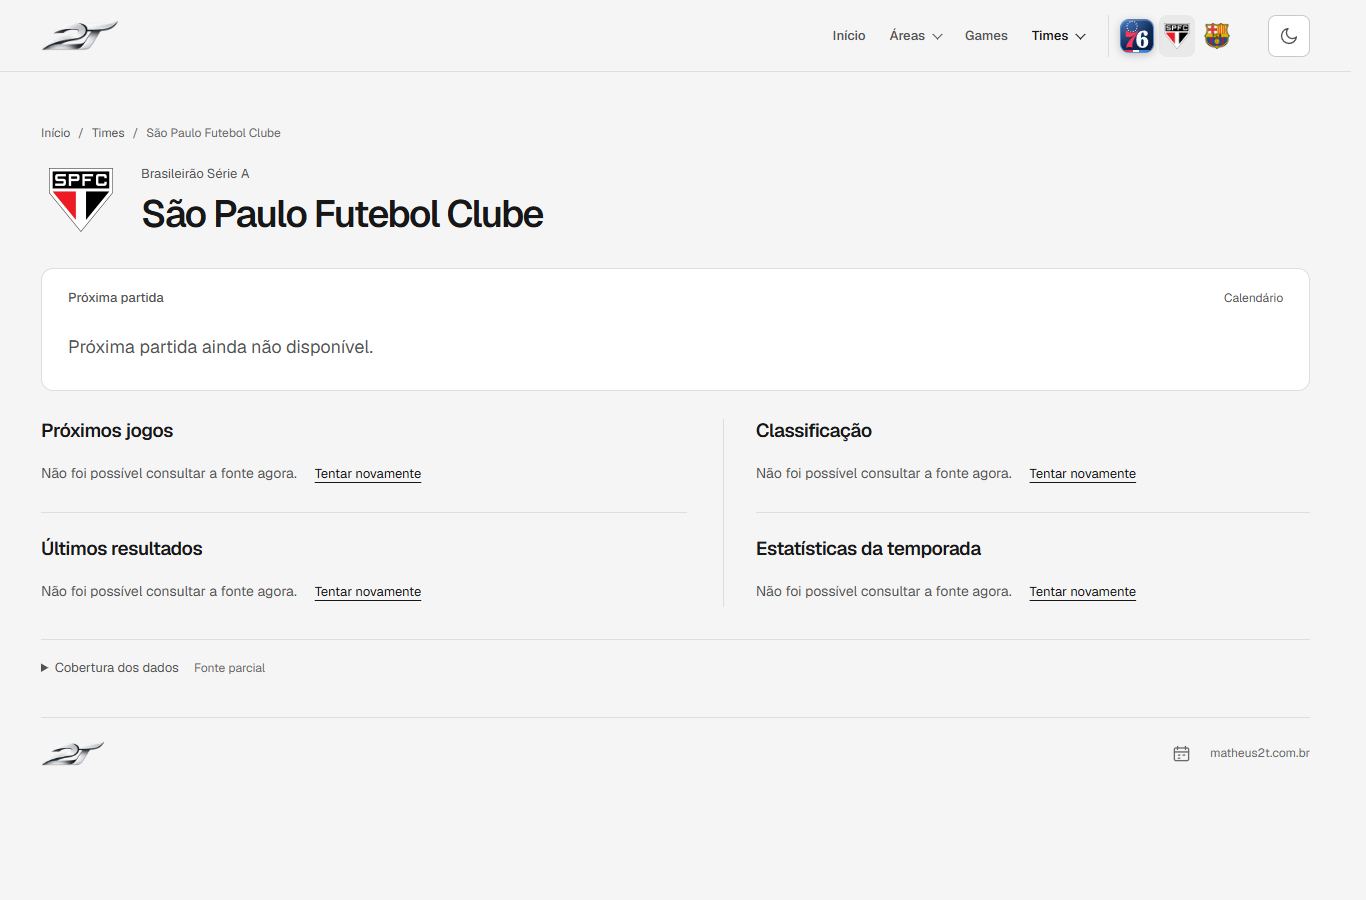 2T
Início Áreas Games Times 76 SPFC
Início / Times / São Paulo Futebol Clube
SPFC
Brasileirão Série A
São Paulo Futebol Clube
Próxima partida Calendário
Próxima partida ainda não disponível.
Próximos jogos
Não foi possível consultar a fonte agora. Tentar novamente
Classificação
Não foi possível consultar a fonte agora. Tentar novamente
Últimos resultados
Não foi possível consultar a fonte agora. Tentar novamente
Estatísticas da temporada
Não foi possível consultar a fonte agora. Tentar novamente
Cobertura dos dados Fonte parcial
2T matheus2t.com.br